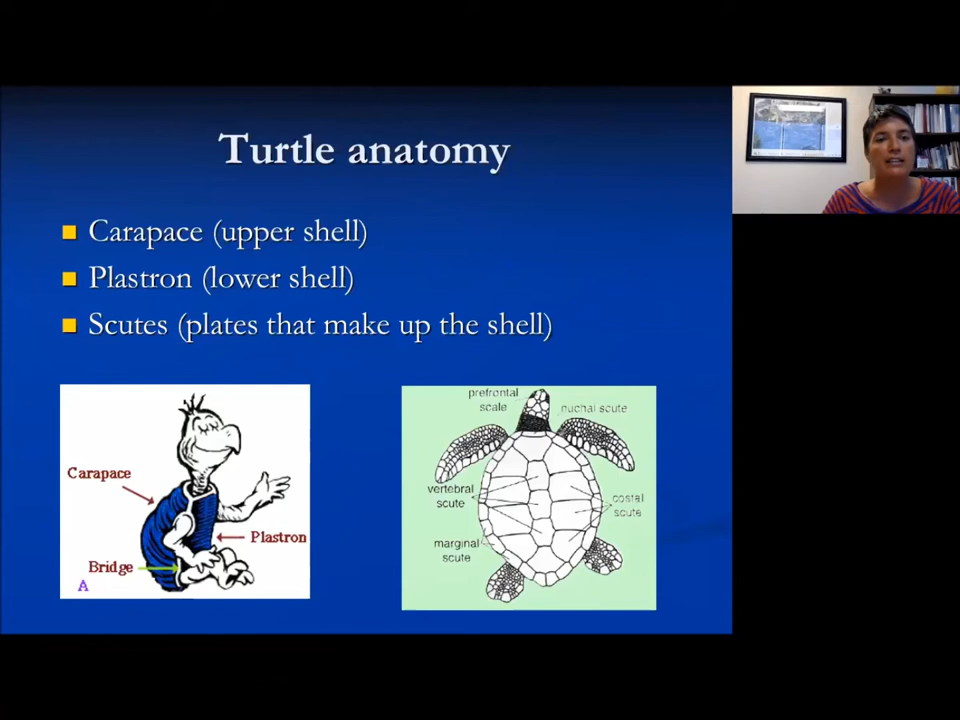 Turtle anatomy
Carapace (upper shell)
Plastron (lower shell)
Scutes (plates that make up the shell)
Carapace
Plastron
Bridge
A
prefrontal
scale
nuchal scute
vertebral
scute
costal
scute
marginal
scute